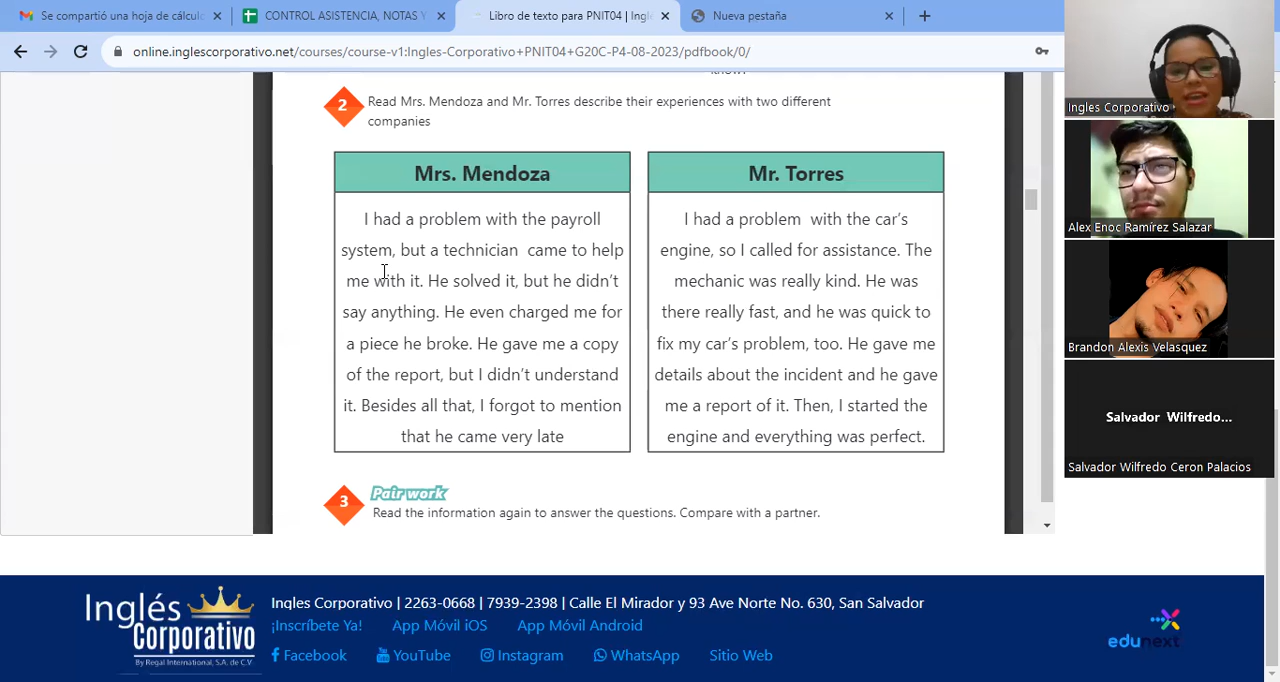 Se compartió una hoja de cálcul
CONTROL ASISTENCIA, NOTAS Y
Libro de texto para PNIT04 | Ingl
Nueva pestaña
online.inglescorporativo.net/courses/course-v1:Ingles-Corporativo+PNIT04+G20C-P4-08-2023/pdfbook/0/
2 Read Mrs. Mendoza and Mr. Torres describe their experiences with two different
companies
Mrs. Mendoza
I had a problem with the payroll
system, but a technician came to help
me with it. He solved it, but he didn't
say anything. He even charged me for
a piece he broke. He gave me a copy
of the report, but I didn't understand
it. Besides all that, I forgot to mention
that he came very late
Mr. Torres
I had a problem with the car's
engine, so I called for assistance. The
mechanic was really kind. He was
there really fast, and he was quick to
fix my car's problem, too. He gave me
details about the incident and he gave
me a report of it. Then, I started the
engine and everything was perfect.
3 Pair work
Read the information again to answer the questions. Compare with a partner.
Ingles Corporativo
Alex Enoc Ramírez Salazar
Brandon Alexis Velasquez
Salvador Wilfredo...
Salvador Wilfredo Ceron Palacios
Inglés
Corporativo
By Regal International, S.A. de C.V
Ingles Corporativo | 2263-0668 | 7939-2398 | Calle El Mirador y 93 Ave Norte No. 630, San Salvador
¡Inscríbete Ya! App Móvil iOS App Móvil Android
Facebook YouTube Instagram WhatsApp Sitio Web
edunext